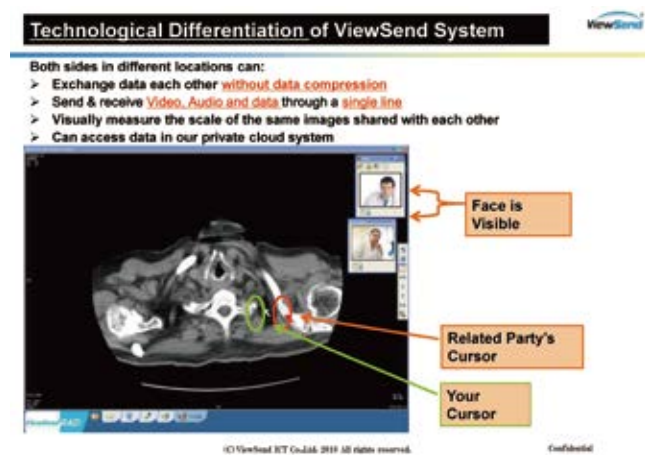 Technological Differentiation of ViewSend System
ViewSend
Both sides in different locations can:
➢ Exchange data each other without data compression
➢ Send & receive Video, Audio and data through a single line
➢ Visually measure the scale of the same images shared with each other
➢ Can access data in our private cloud system
Face is
Visible
Related Party's
Cursor
Your
Cursor
(C) ViewSend ICT Co.,Ltd. 2010 All rights reserved.
Confidential